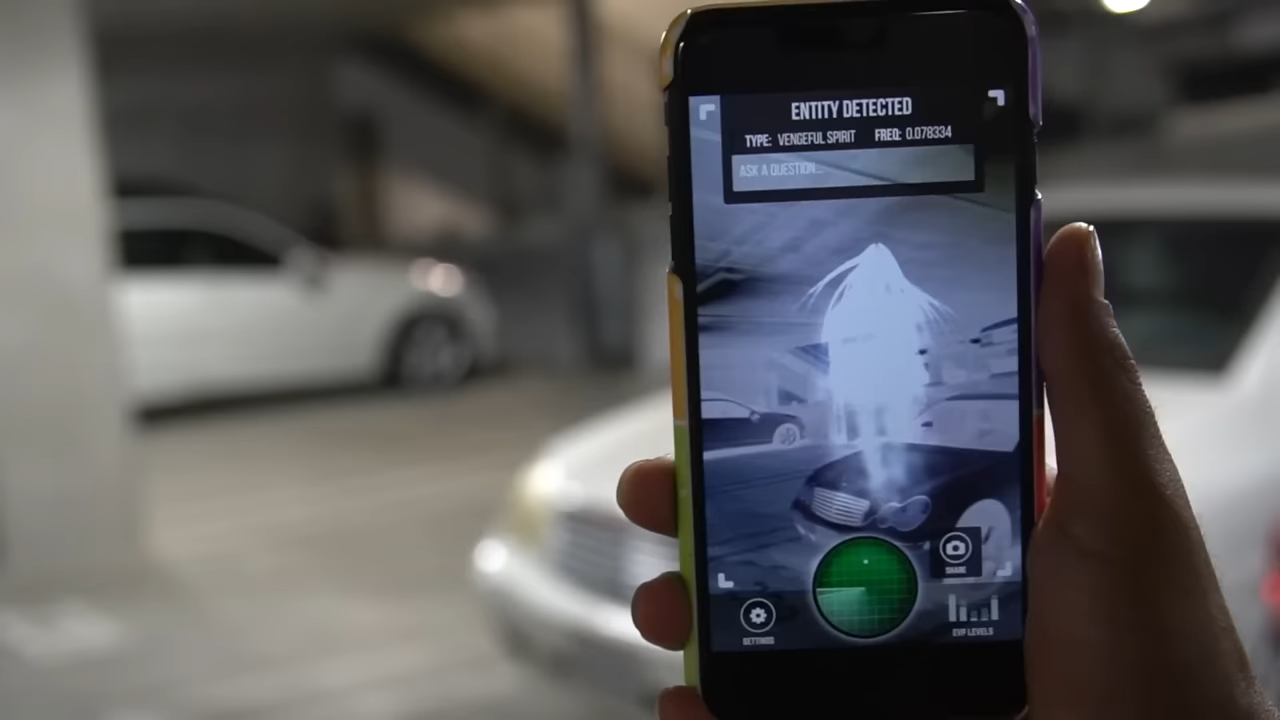 ENTITY DETECTED
TYPE: VENGEFUL SPIRIT FREQ: 0.078334
ASK A QUESTION...
SHARE
SETTINGS
EVP LEVELS